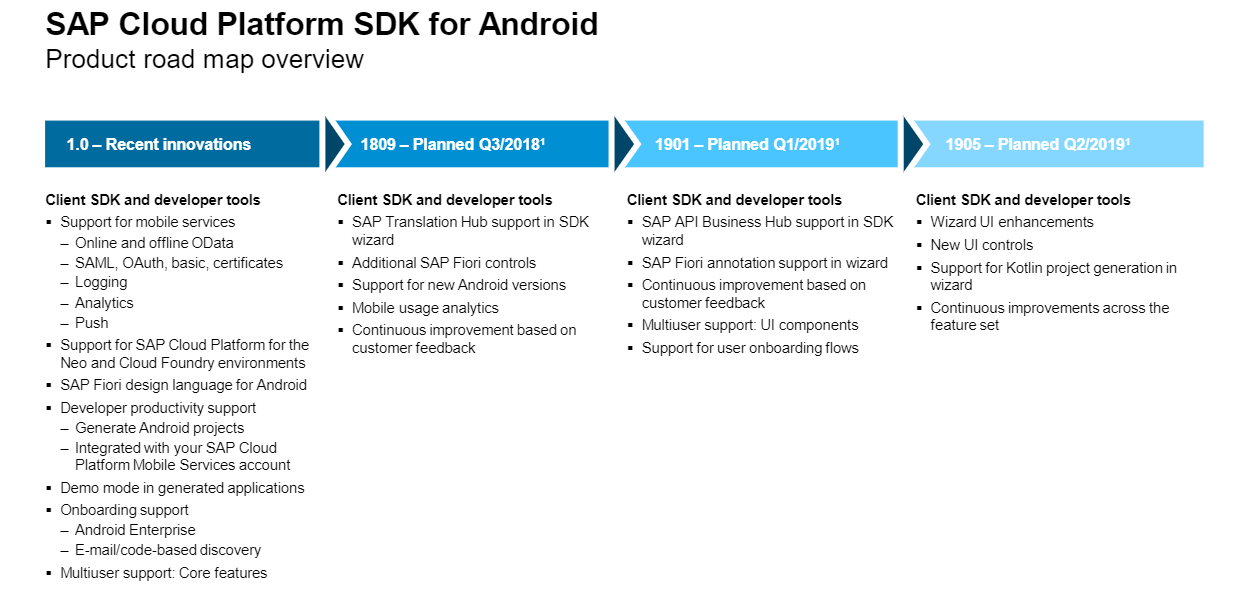 SAP Cloud Platform SDK for Android
Product road map overview
1.0 – Recent innovations
1809 – Planned Q3/2018¹
1901 – Planned Q1/2019¹
1905 – Planned Q2/2019¹
Client SDK and developer tools
▪ Support for mobile services
– Online and offline OData
– SAML, OAuth, basic, certificates
– Logging
– Analytics
– Push
▪ Support for SAP Cloud Platform for the
Neo and Cloud Foundry environments
▪ SAP Fiori design language for Android
▪ Developer productivity support
– Generate Android projects
– Integrated with your SAP Cloud
Platform Mobile Services account
▪ Demo mode in generated applications
▪ Onboarding support
– Android Enterprise
– E-mail/code-based discovery
▪ Multiuser support: Core features
Client SDK and developer tools
▪ SAP Translation Hub support in SDK
wizard
▪ Additional SAP Fiori controls
▪ Support for new Android versions
▪ Mobile usage analytics
▪ Continuous improvement based on
customer feedback
Client SDK and developer tools
▪ SAP API Business Hub support in SDK
wizard
▪ SAP Fiori annotation support in wizard
▪ Continuous improvement based on
customer feedback
▪ Multiuser support: UI components
▪ Support for user onboarding flows
Client SDK and developer tools
▪ Wizard UI enhancements
▪ New UI controls
▪ Support for Kotlin project generation in
wizard
▪ Continuous improvements across the
feature set